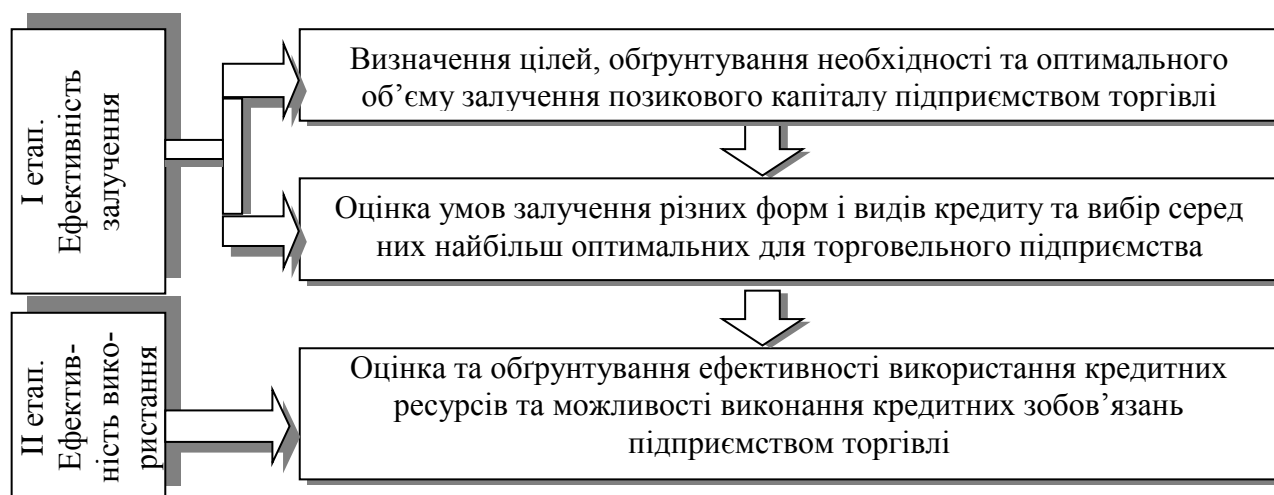 І етап.
Ефективність
залучення
Визначення цілей, обґрунтування необхідності та оптимального
об’єму залучення позикового капіталу підприємством торгівлі
Оцінка умов залучення різних форм і видів кредиту та вибір серед
них найбільш оптимальних для торговельного підприємства
ІІ етап.
Ефектив-
ність вико-
ристання
Оцінка та обґрунтування ефективності використання кредитних
ресурсів та можливості виконання кредитних зобов’язань
підприємством торгівлі